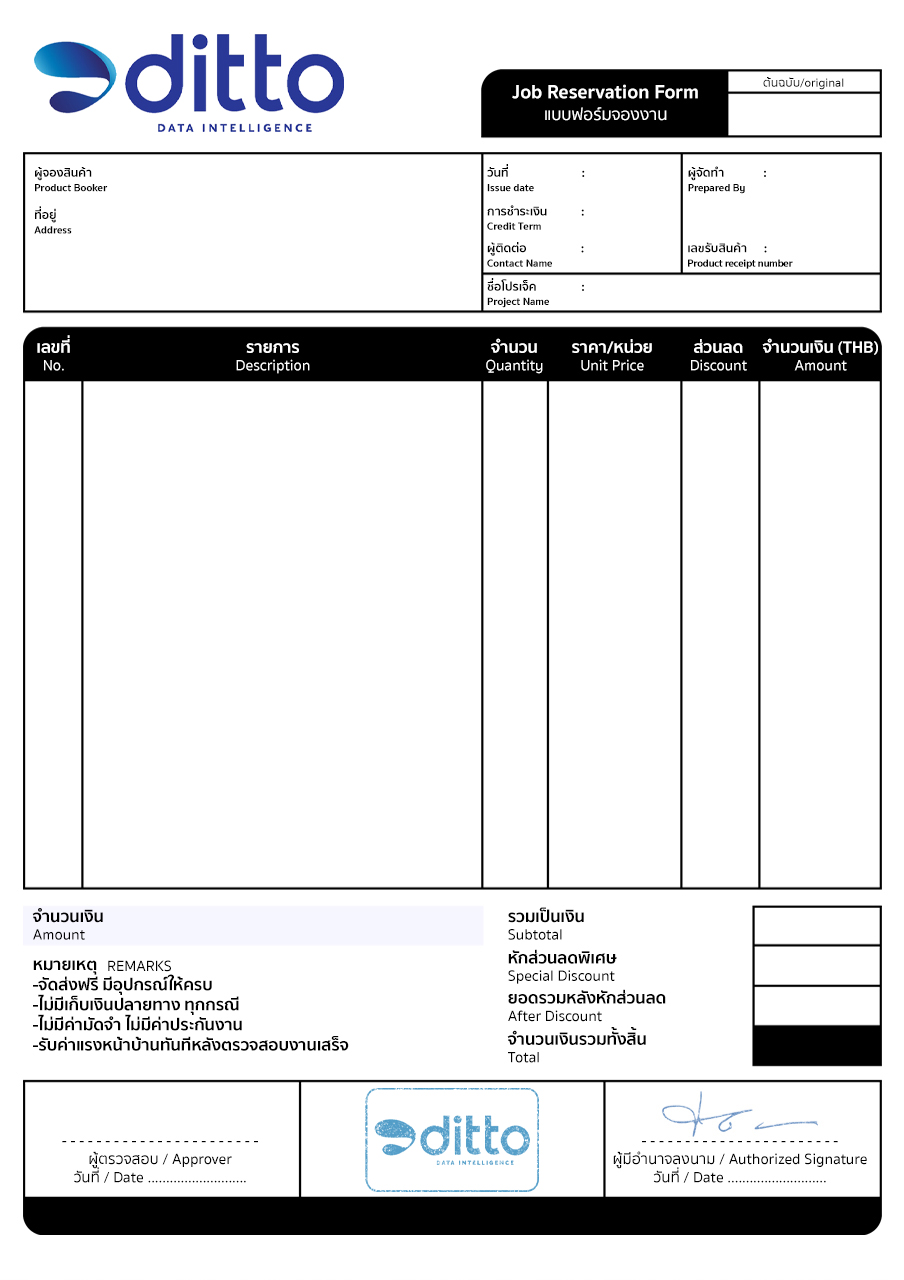 ditto
DATA INTELLIGENCE
Job Reservation Form
แบบฟอร์มจองงาน
ต้นฉบับ/original
ผู้จองสินค้า
Product Booker
ที่อยู่
Address
วันที่ :
Issue date
การชำระเงิน :
Credit Term
ผู้ติดต่อ :
Contact Name
ผู้จัดทำ :
Prepared By
เลขรับสินค้า :
Product receipt number
ชื่อโปรเจ็ค :
Project Name
เลขที่ รายการ จำนวน ราคา/หน่วย ส่วนลด จำนวนเงิน (THB)
No. Description Quantity Unit Price Discount Amount
จำนวนเงิน
Amount
หมายเหตุ REMARKS
-จัดส่งฟรี มีอุปกรณ์ให้ครบ
-ไม่มีเก็บเงินปลายทาง ทุกกรณี
-ไม่มีค่ามัดจำ ไม่มีค่าประกันงาน
-รับค่าแรงหน้าบ้านทันทีหลังตรวจสอบงานเสร็จ
รวมเป็นเงิน
Subtotal
หักส่วนลดพิเศษ
Special Discount
ยอดรวมหลังหักส่วนลด
After Discount
จำนวนเงินรวมทั้งสิ้น
Total
ผู้ตรวจสอบ / Approver
วันที่ / Date ...........................
ditto
DATA INTELLIGENCE
ผู้มีอำนาจลงนาม / Authorized Signature
วันที่ / Date ...........................